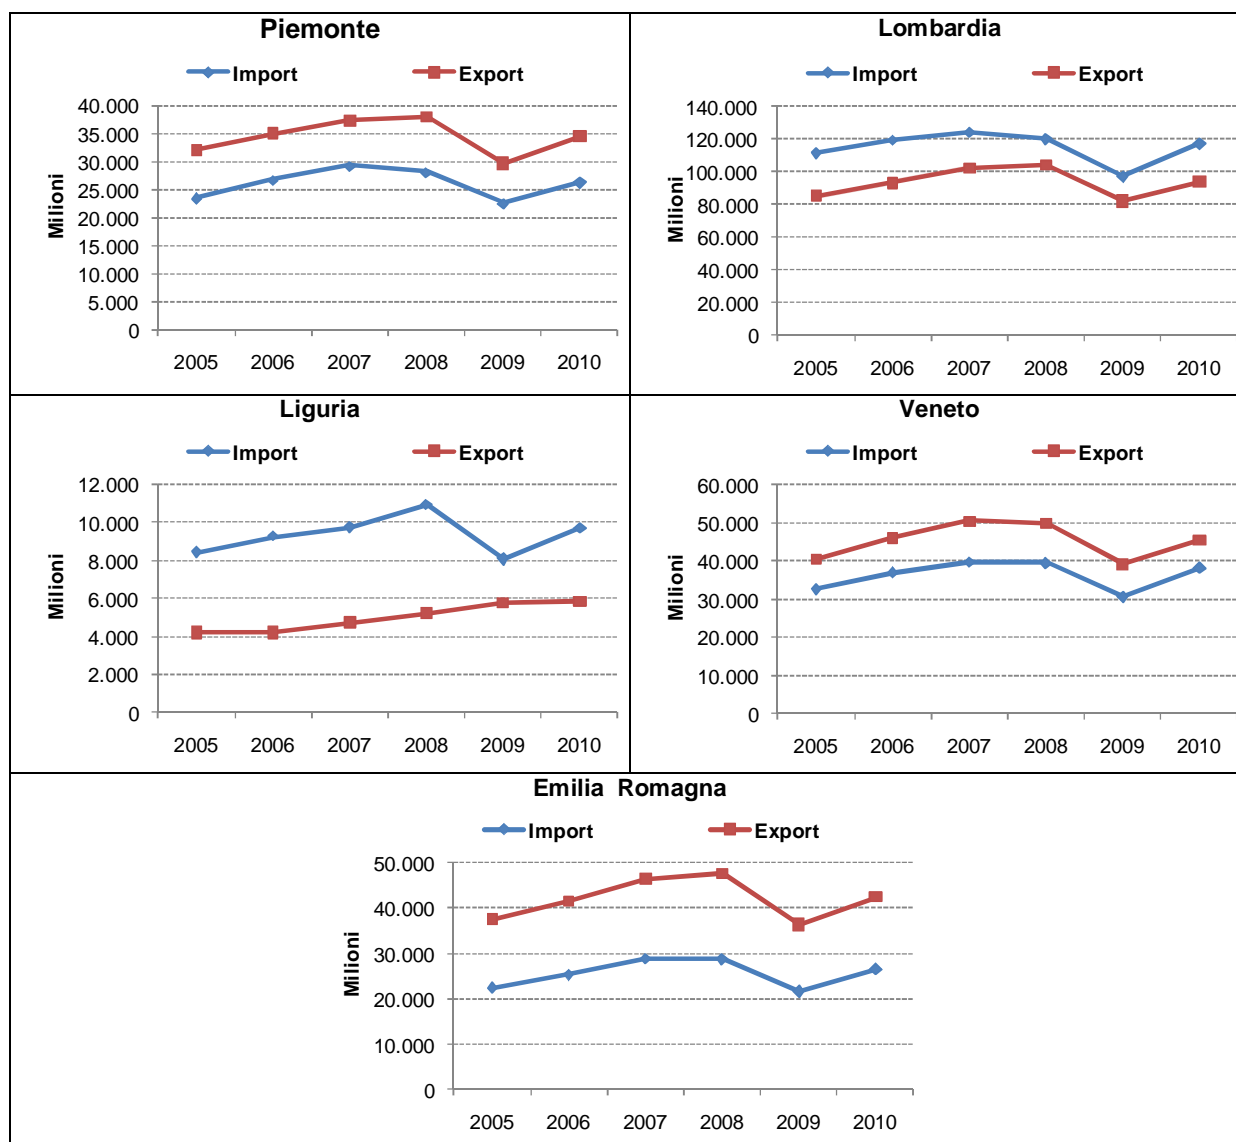 Piemonte
Import Export
Milioni
40.000
35.000
30.000
25.000
20.000
15.000
10.000
5.000
0
2005 2006 2007 2008 2009 2010
Lombardia
Import Export
Milioni
140.000
120.000
100.000
80.000
60.000
40.000
20.000
0
2005 2006 2007 2008 2009 2010
Liguria
Import Export
Milioni
12.000
10.000
8.000
6.000
4.000
2.000
0
2005 2006 2007 2008 2009 2010
Veneto
Import Export
Milioni
60.000
50.000
40.000
30.000
20.000
10.000
0
2005 2006 2007 2008 2009 2010
Emilia Romagna
Import Export
Milioni
50.000
40.000
30.000
20.000
10.000
0
2005 2006 2007 2008 2009 2010